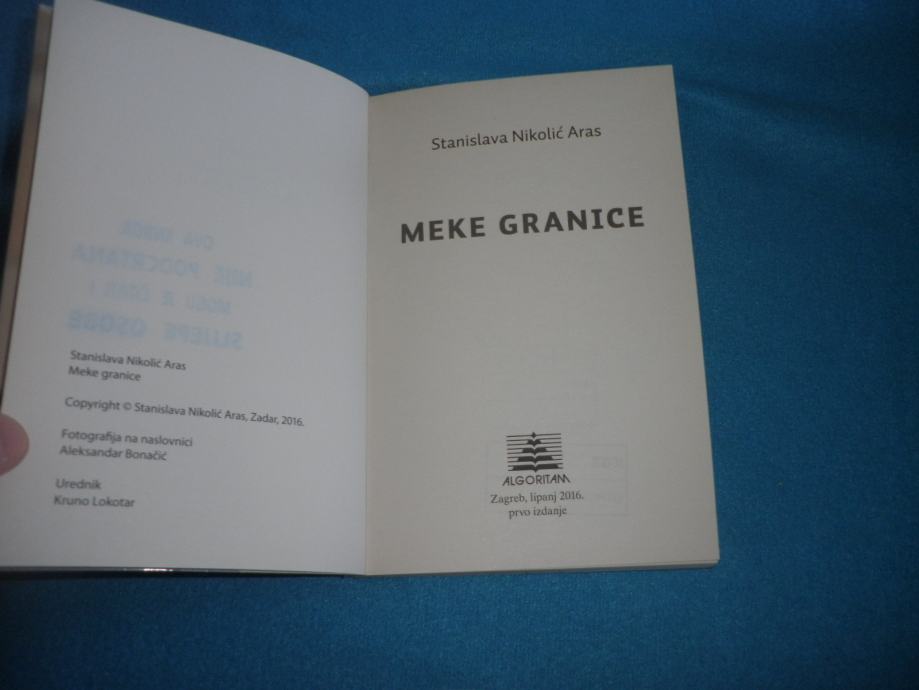 Stanislava Nikolić Aras
Meke granice
Copyright © Stanislava Nikolić Aras, Zadar, 2016.
Fotografija na naslovnici
Aleksandar Bonačić
Urednik
Kruno Lokotar
Stanislava Nikolić Aras
MEKE GRANICE
ALGORITAM
Zagreb, lipanj 2016.
prvo izdanje